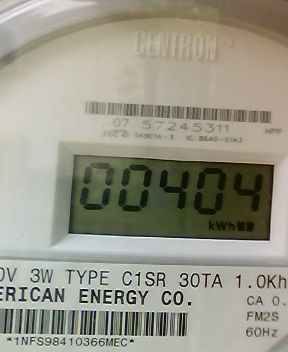 CENTRON®
07 57245311
HPP
00404
kWh
0V 3W TYPE C1SR 30TA 1.0Kh
ERICAN ENERGY CO.
CA 0.
FM2S
60Hz
*1NFS98410366MEC*